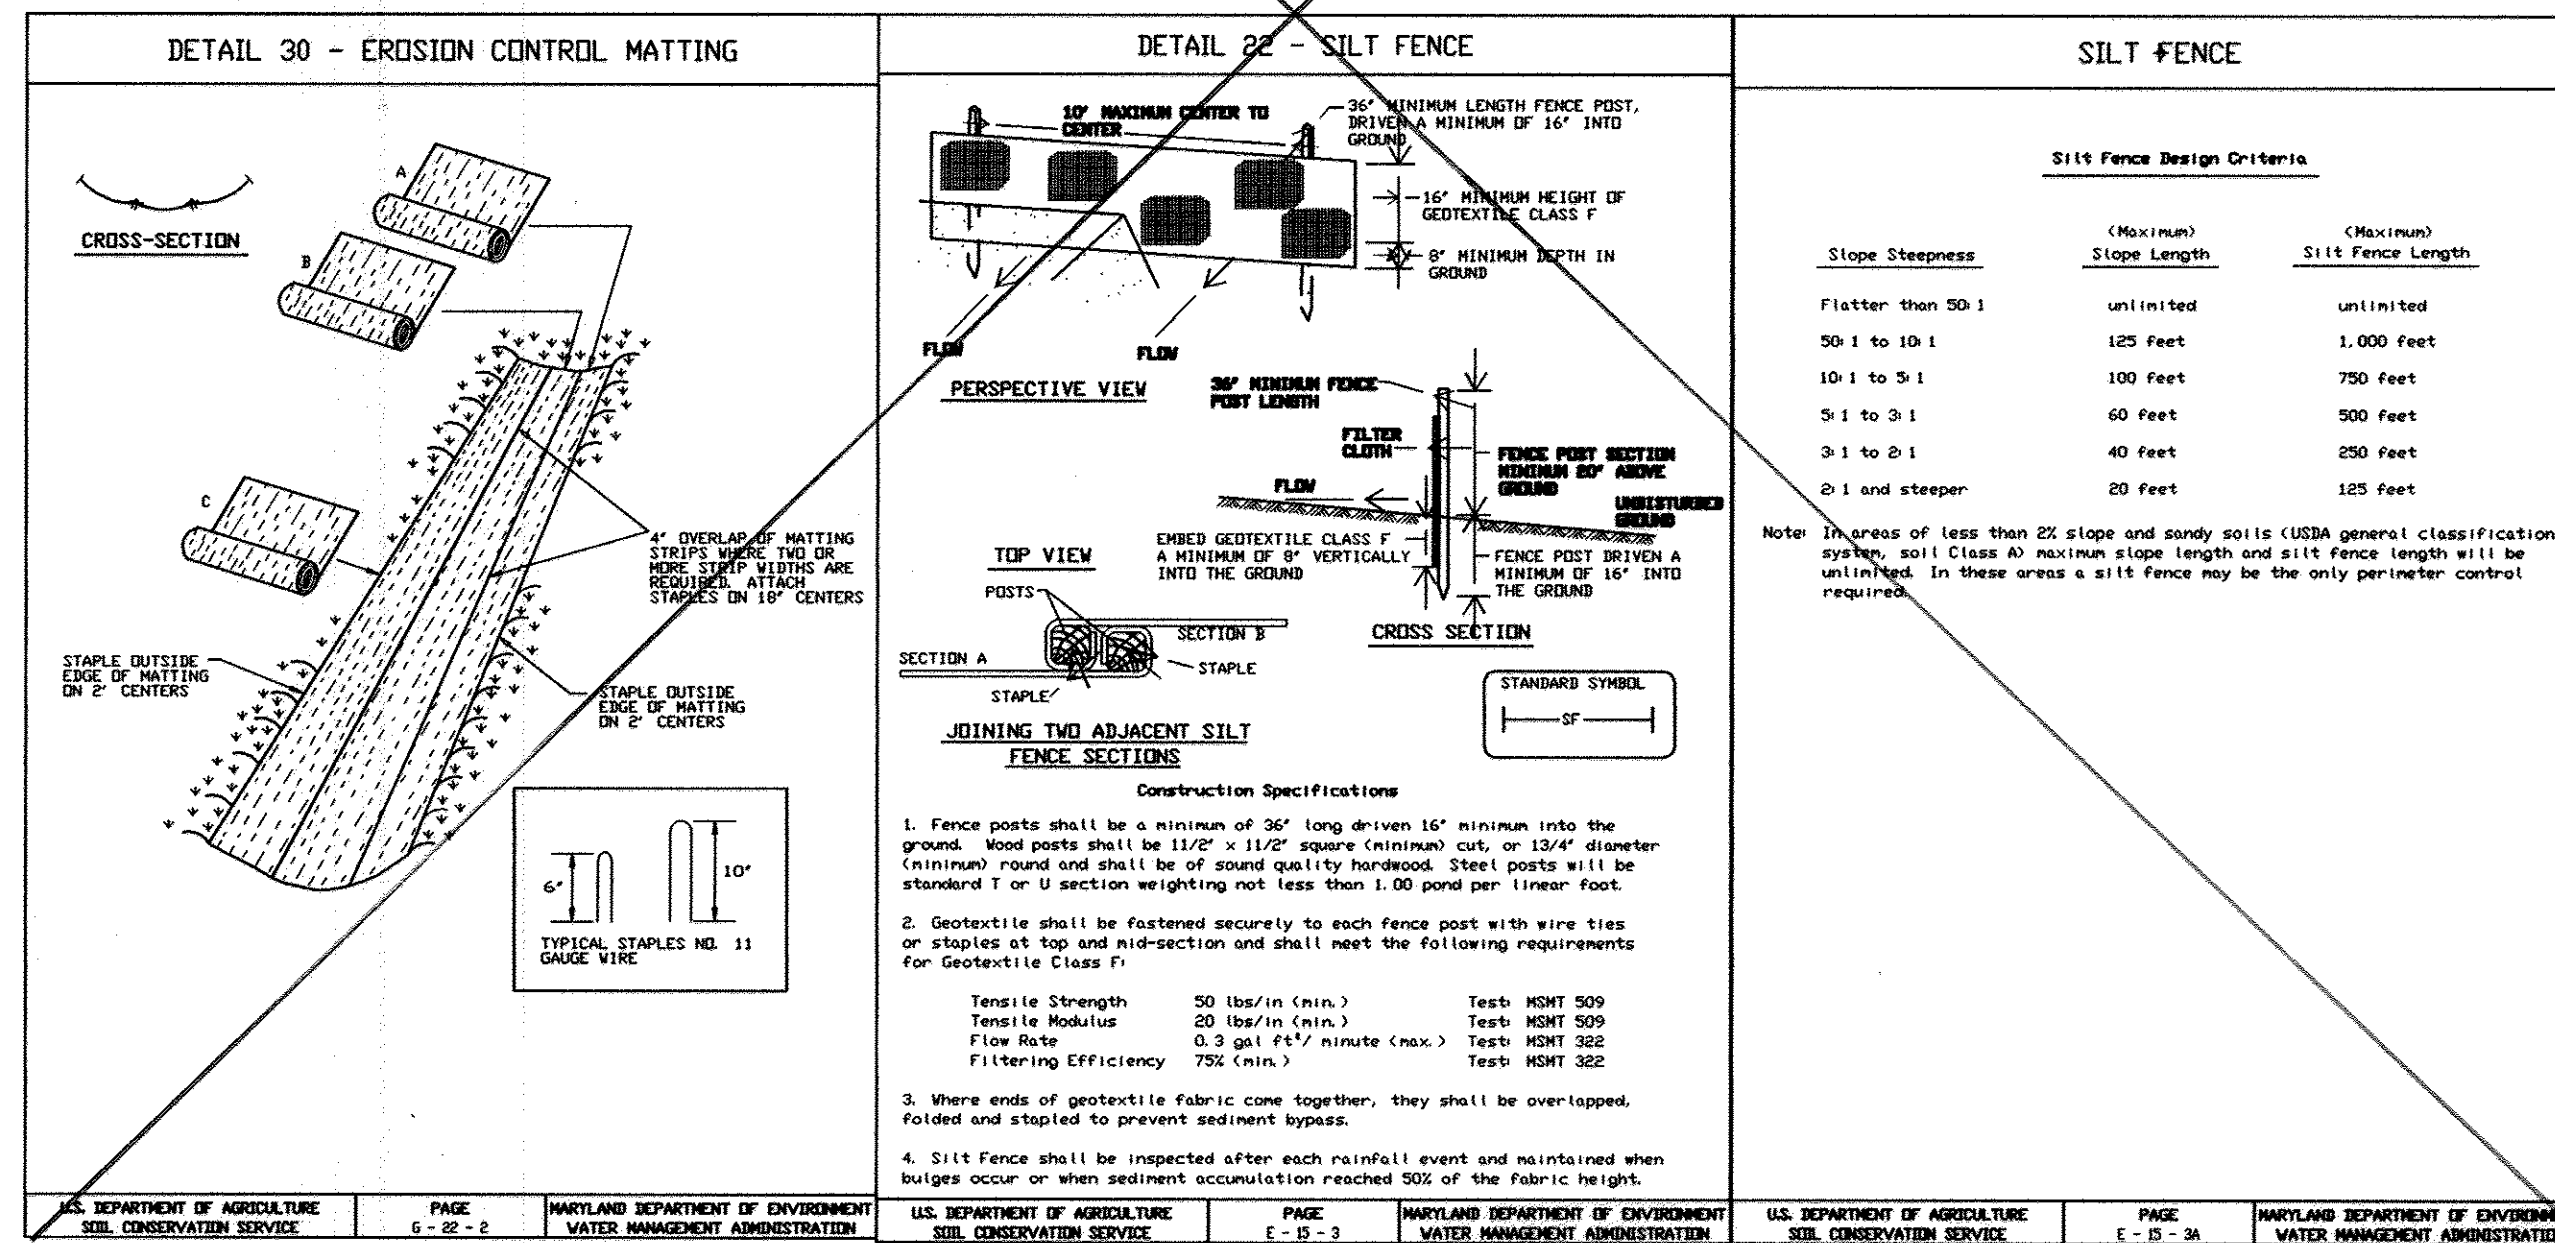 DETAIL 30 - EROSION CONTROL MATTING
CROSS-SECTION
A
B
C
4" OVERLAP OF MATTING
STRIPS WHERE TWO OR
MORE STRIP WIDTHS ARE
REQUIRED. ATTACH
STAPLES ON 18" CENTERS
STAPLE OUTSIDE
EDGE OF MATTING
ON 2' CENTERS
STAPLE OUTSIDE
EDGE OF MATTING
ON 2' CENTERS
6"
10"
TYPICAL STAPLES NO. 11
GAUGE WIRE
U.S. DEPARTMENT OF AGRICULTURE
SOIL CONSERVATION SERVICE
PAGE
G - 22 - 2
MARYLAND DEPARTMENT OF ENVIRONMENT
WATER MANAGEMENT ADMINISTRATION
DETAIL 22 - SILT FENCE
10' MAXIMUM CENTER TO
CENTER
36" MINIMUM LENGTH FENCE POST,
DRIVEN A MINIMUM OF 16" INTO
GROUND
16" MINIMUM HEIGHT OF
GEOTEXTILE CLASS F
8" MINIMUM DEPTH IN
GROUND
FLOW
FLOW
PERSPECTIVE VIEW
36" MINIMUM FENCE
POST LENGTH
FILTER
CLOTH
FENCE POST SECTION
MINIMUM 20" ABOVE
GROUND
FLOW
UNDISTURBED
GROUND
EMBED GEOTEXTILE CLASS F
A MINIMUM OF 8" VERTICALLY
INTO THE GROUND
FENCE POST DRIVEN A
MINIMUM OF 16" INTO
THE GROUND
CROSS SECTION
TOP VIEW
POSTS
SECTION B
SECTION A
STAPLE
STAPLE
JOINING TWO ADJACENT SILT
FENCE SECTIONS
STANDARD SYMBOL
SF
Construction Specifications
1. Fence posts shall be a minimum of 36" long driven 16" minimum into the
ground. Wood posts shall be 11/2" x 11/2" square (minimum) cut, or 13/4" diameter
(minimum) round and shall be of sound quality hardwood. Steel posts will be
standard T or U section weighting not less than 1.00 pond per linear foot.
2. Geotextile shall be fastened securely to each fence post with wire ties
or staples at top and mid-section and shall meet the following requirements
for Geotextile Class F:
Tensile Strength 50 lbs/in (min.) Test: MSMT 509
Tensile Modulus 20 lbs/in (min.) Test: MSMT 509
Flow Rate 0.3 gal ft²/ minute (max.) Test: MSMT 322
Filtering Efficiency 75% (min.) Test: MSMT 322
3. Where ends of geotextile fabric come together, they shall be overlapped,
folded and stapled to prevent sediment bypass.
4. Silt Fence shall be inspected after each rainfall event and maintained when
bulges occur or when sediment accumulation reached 50% of the fabric height.
U.S. DEPARTMENT OF AGRICULTURE
SOIL CONSERVATION SERVICE
PAGE
E - 15 - 3
MARYLAND DEPARTMENT OF ENVIRONMENT
WATER MANAGEMENT ADMINISTRATION
SILT FENCE
Silt Fence Design Criteria
Slope Steepness (Maximum) Slope Length (Maximum) Silt Fence Length
Flatter than 50:1 unlimited unlimited
50:1 to 10:1 125 feet 1,000 feet
10:1 to 5:1 100 feet 750 feet
5:1 to 3:1 60 feet 500 feet
3:1 to 2:1 40 feet 250 feet
2:1 and steeper 20 feet 125 feet
Note: In areas of less than 2% slope and sandy soils (USDA general classification
system, soil Class A) maximum slope length and silt fence length will be
unlimited. In these areas a silt fence may be the only perimeter control
required.
U.S. DEPARTMENT OF AGRICULTURE
SOIL CONSERVATION SERVICE
PAGE
E - 15 - 3A
MARYLAND DEPARTMENT OF
WATER MANAGEMENT